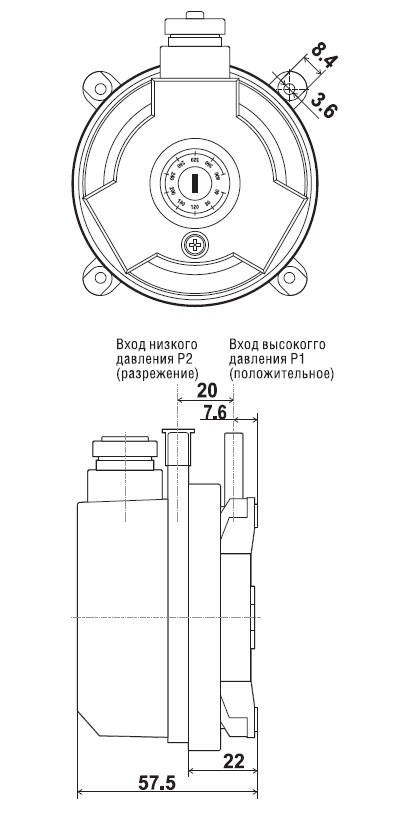 8.4
3.6
Вход низкого
давления P2
(разрежение)
Вход высокогго
давления P1
(положительное)
20
7.6
22
57.5